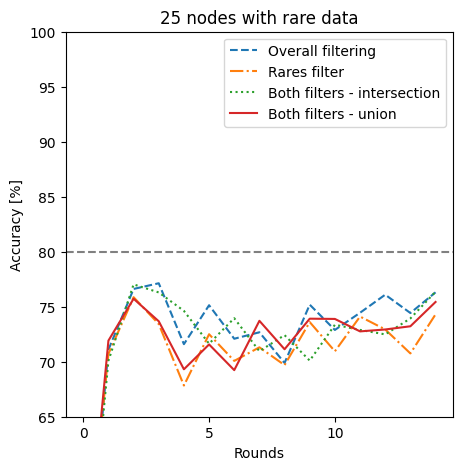 25 nodes with rare data
Overall filtering
Rares filter
Both filters - intersection
Both filters - union
Accuracy [%]
100
95
90
85
80
75
70
65
0
5
10
Rounds